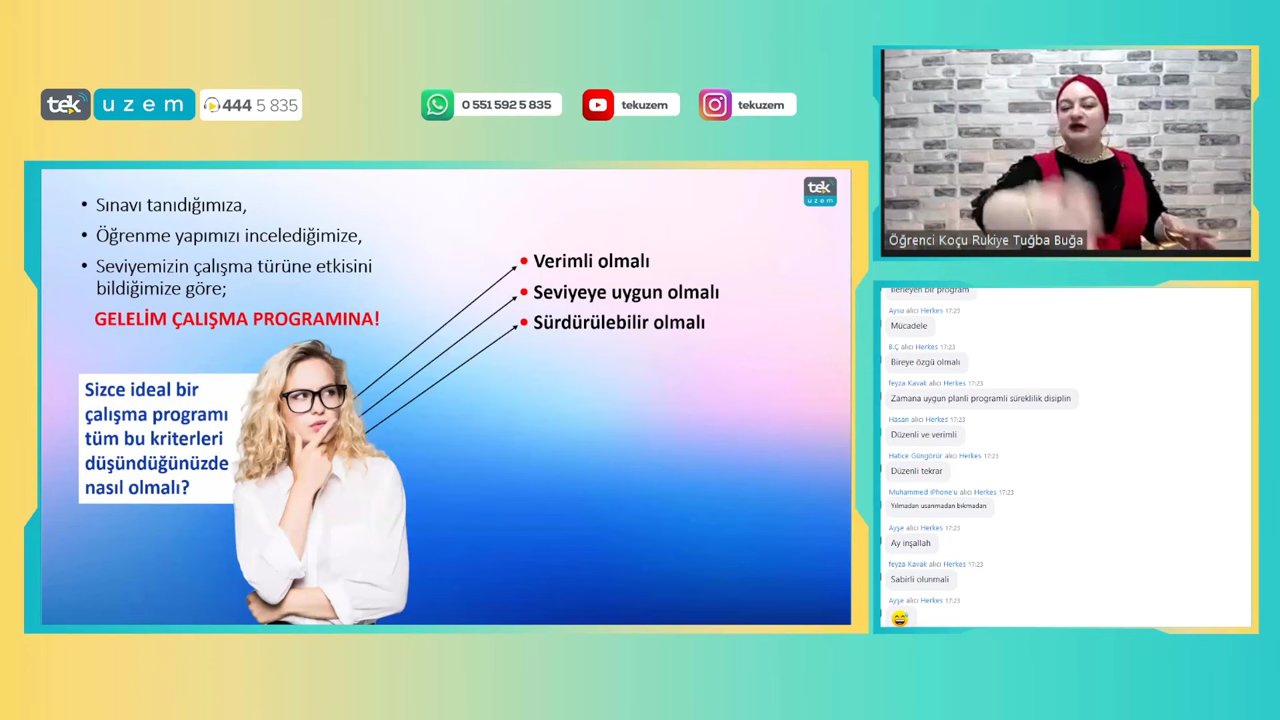 tek uzem 444 5 835
0 551 592 5 835
tekuzem
tekuzem
tek
uzem
• Sınavı tanıdığımıza,
• Öğrenme yapımızı incelediğimize,
• Seviyemizin çalışma türüne etkisini
bildiğimize göre;
GELELİM ÇALIŞMA PROGRAMINA!
• Verimli olmalı
• Seviyeye uygun olmalı
• Sürdürülebilir olmalı
Sizce ideal bir
çalışma programı
tüm bu kriterleri
düşündüğünüzde
nasıl olmalı?
Öğrenci Koçu Rukiye Tuğba Buğa
ilerleyen bir program
Aysu alıcı Herkes 17:23
Mücadele
B.Ç alıcı Herkes 17:23
Bireye özgü olmalı
feyza Kavak alıcı Herkes 17:23
Zamana uygun planli programli süreklilik disiplin
Hasan alıcı Herkes 17:23
Düzenli ve verimli
Hatice Güngörür alıcı Herkes 17:23
Düzenli tekrar
Muhammed iPhone'u alıcı Herkes 17:23
Yılmadan usanmadan bıkmadan
Ayşe alıcı Herkes 17:23
Ay inşallah
feyza Kavak alıcı Herkes 17:23
Sabirli olunmali
Ayşe alıcı Herkes 17:23
😅